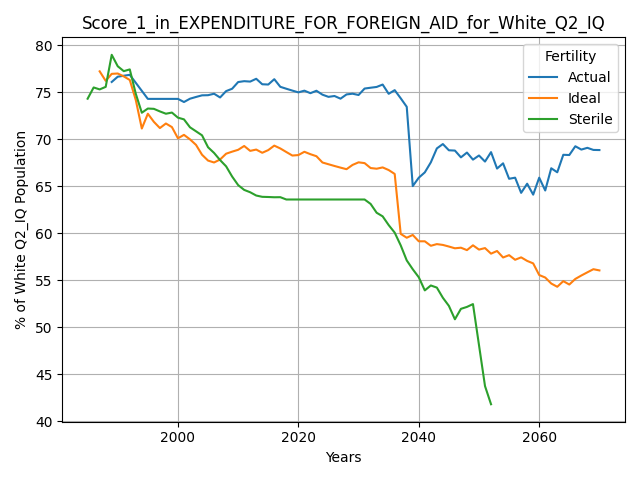 Score_1_in_EXPENDITURE_FOR_FOREIGN_AID_for_White_Q2_IQ
80
75
70
65
60
55
50
45
40
% of White Q2_IQ Population
Fertility
Actual
Ideal
Sterile
2000
2020
2040
2060
Years